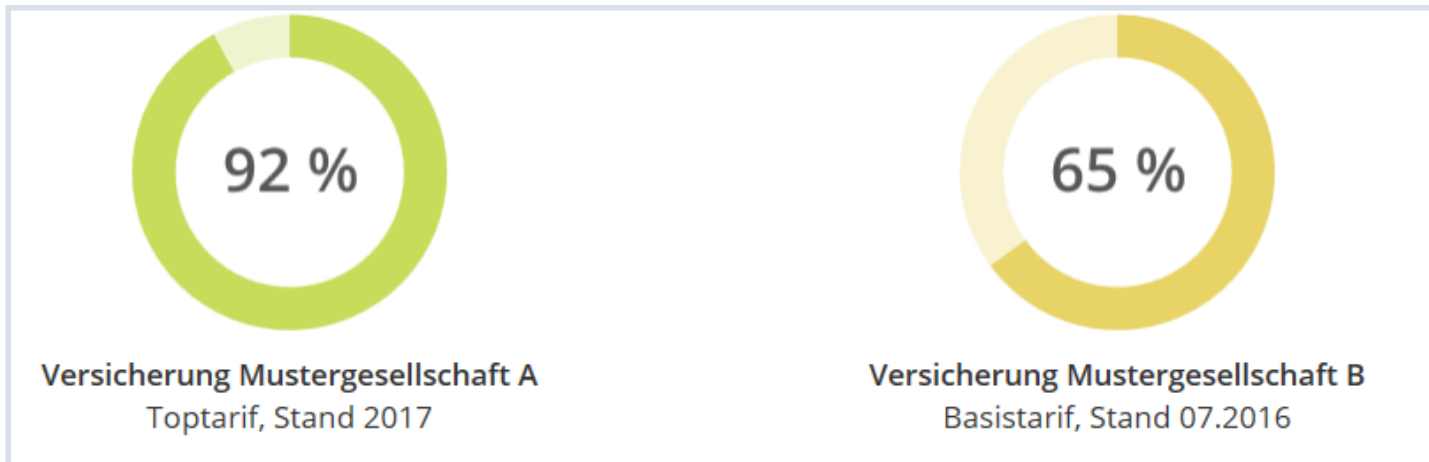 92 %
65 %
Versicherung Mustergesellschaft A
Toptarif, Stand 2017
Versicherung Mustergesellschaft B
Basistarif, Stand 07.2016